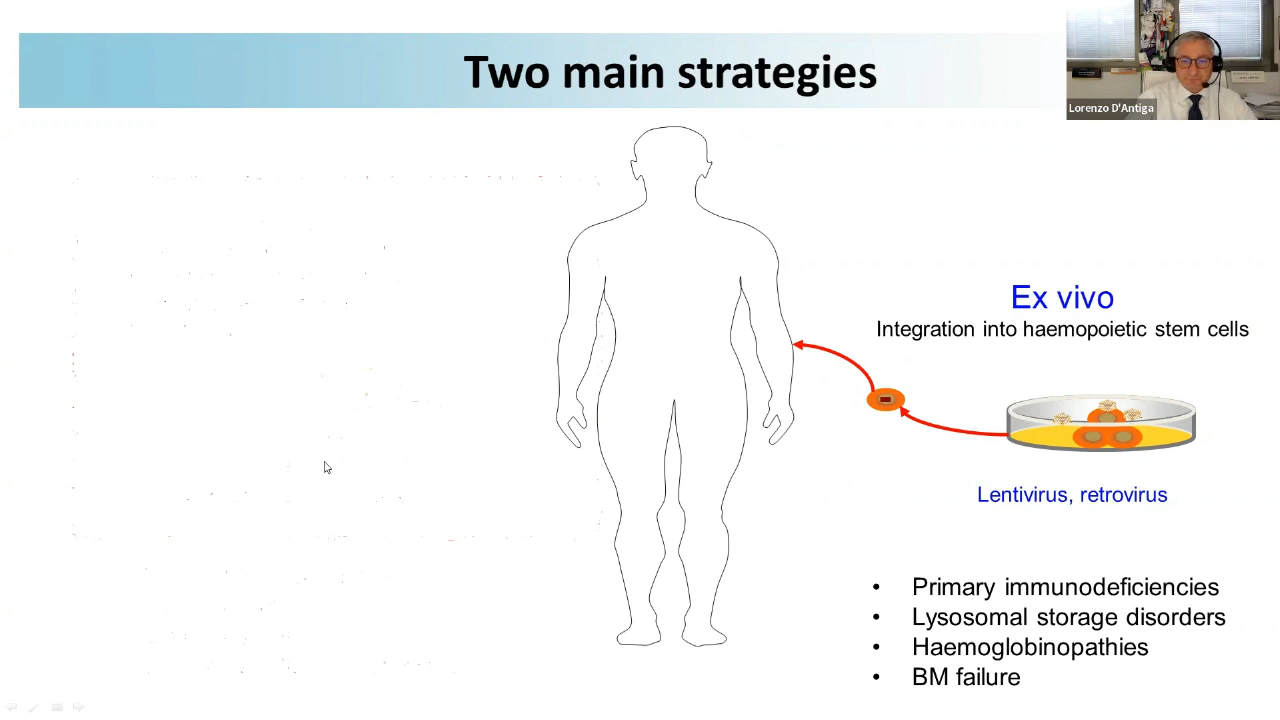 Two main strategies
Lorenzo D'Antiga
Ex vivo
Integration into haemopoietic stem cells
Lentivirus, retrovirus
• Primary immunodeficiencies
• Lysosomal storage disorders
• Haemoglobinopathies
• BM failure